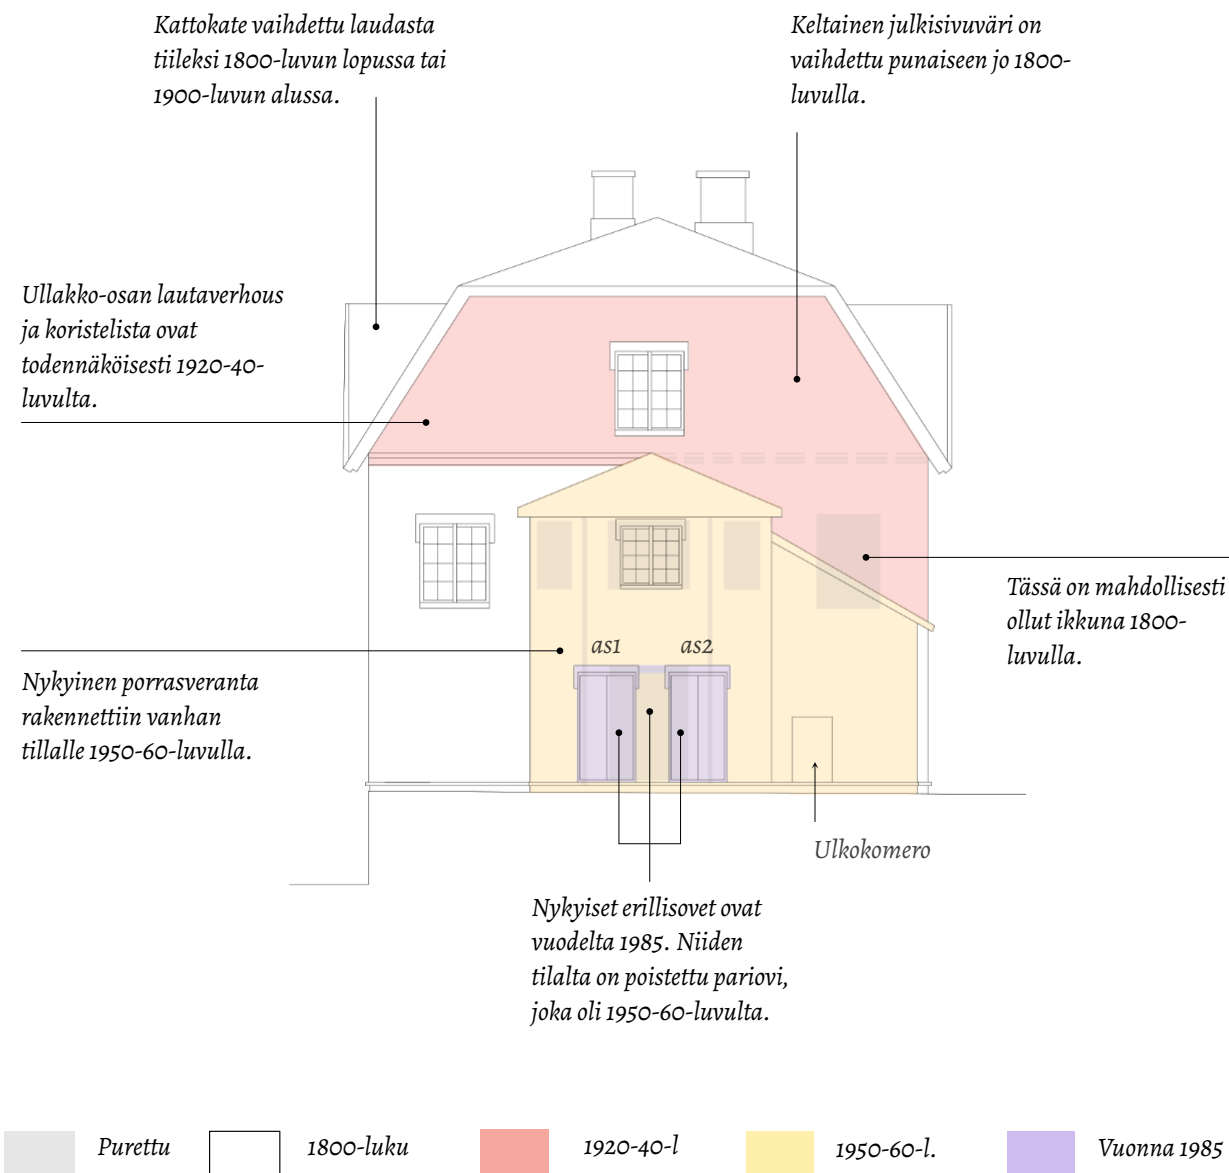 Kattokate vaihdettu laudasta
tiileksi 1800-luvun lopussa tai
1900-luvun alussa.
Keltainen julkisivuväri on
vaihdettu punaiseen jo 1800-
luvulla.
Ullakko-osan lautaverhous
ja koristelista ovat
todennäköisesti 1920-40-
luvulta.
Tässä on mahdollisesti
ollut ikkuna 1800-
luvulla.
as1 as2
Nykyinen porrasveranta
rakennettiin vanhan
tillalle 1950-60-luvulla.
Ulkokomero
Nykyiset erillisovet ovat
vuodelta 1985. Niiden
tilalta on poistettu pariovi,
joka oli 1950-60-luvulta.
Purettu 1800-luku 1920-40-l 1950-60-l. Vuonna 1985